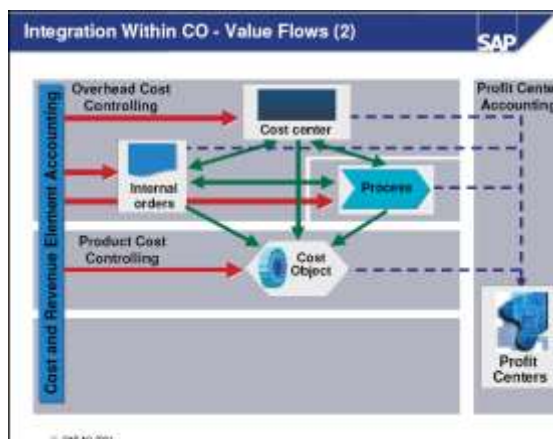 Integration Within CO - Value Flows (2)
SAP
Overhead Cost
Controlling
Cost center
Profit Cente
Accounting
Internal
orders
Process
Product Cost
Controlling
Cost
Object
Cost and Revenue Element Accounting
Profit
Centers